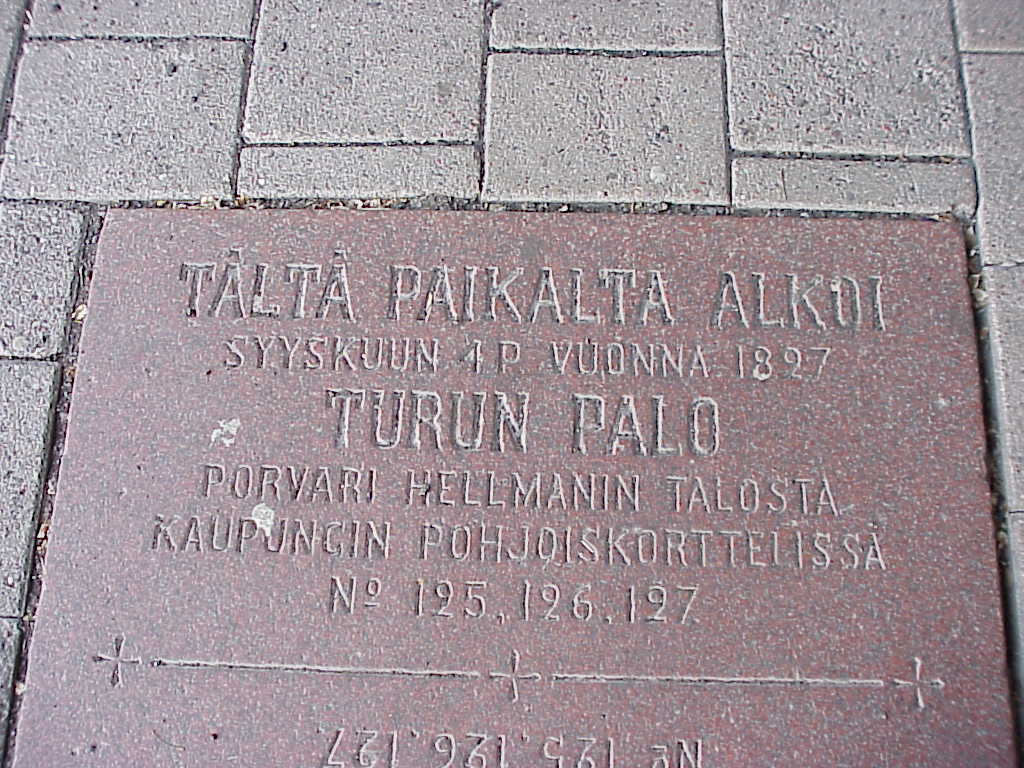 TÄLTÄ PAIKALTA ALKOI
SYYSKUUN 4 P. VUONNA 1827
TURUN PALO
PORVARI HELLMANIN TALOSTA
KAUPUNGIN POHJOISKORTTELISSA
Nº 125, 126, 127
Nº 125, 126, 127